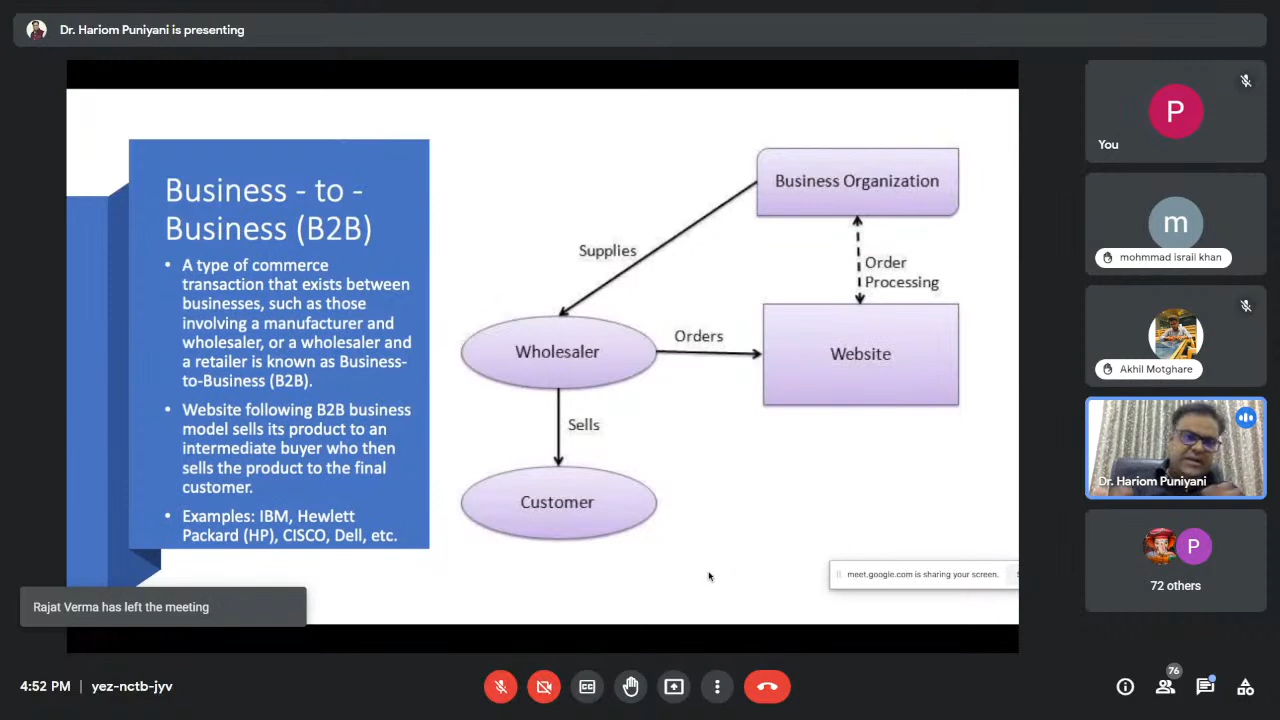 Dr. Hariom Puniyani is presenting
Business - to -
Business (B2B)
• A type of commerce
transaction that exists between
businesses, such as those
involving a manufacturer and
wholesaler, or a wholesaler and
a retailer is known as Business-
to-Business (B2B).
• Website following B2B business
model sells its product to an
intermediate buyer who then
sells the product to the final
customer.
• Examples: IBM, Hewlett
Packard (HP), CISCO, Dell, etc.
Business Organization
Supplies
Order
Processing
Wholesaler
Orders
Website
Sells
Customer
meet.google.com is sharing your screen.
Rajat Verma has left the meeting
P
You
m
mohmmad israil khan
Akhil Motghare
Dr. Hariom Puniyani
P
72 others
4:52 PM | yez-nctb-jyv
CC
76